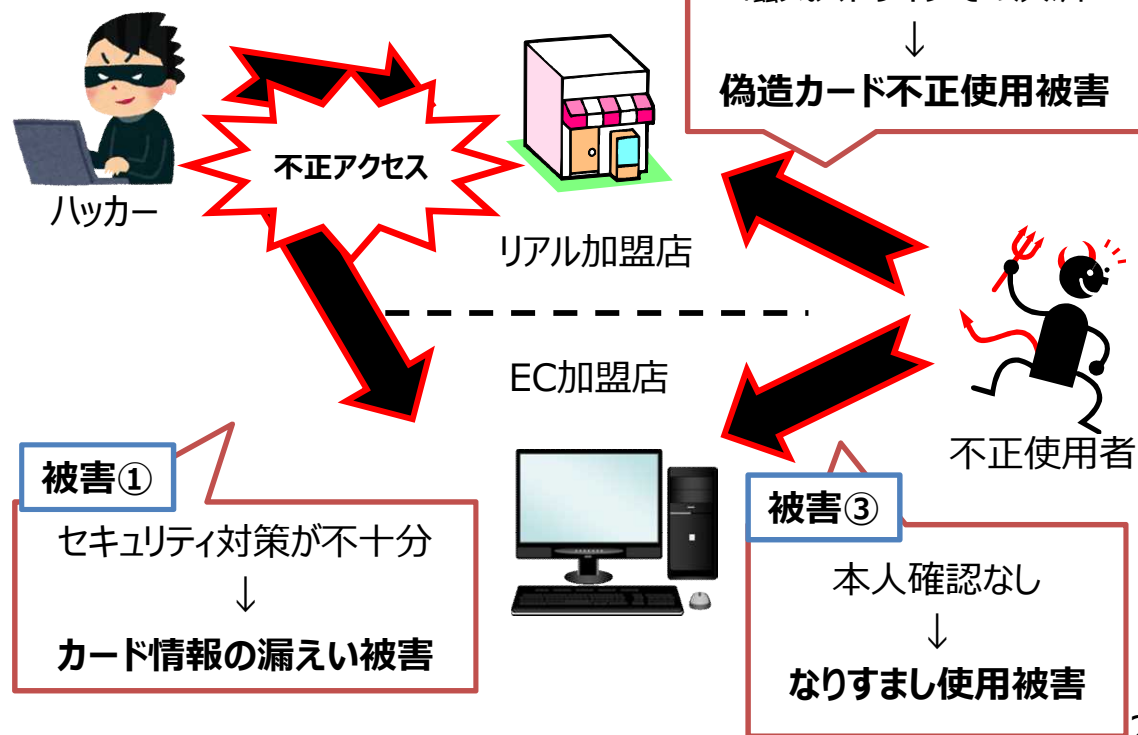 ↓
偽造カード不正使用被害
不正アクセス
ハッカー
リアル加盟店
EC加盟店
不正使用者
被害①
セキュリティ対策が不十分
↓
カード情報の漏えい被害
被害③
本人確認なし
↓
なりすまし使用被害